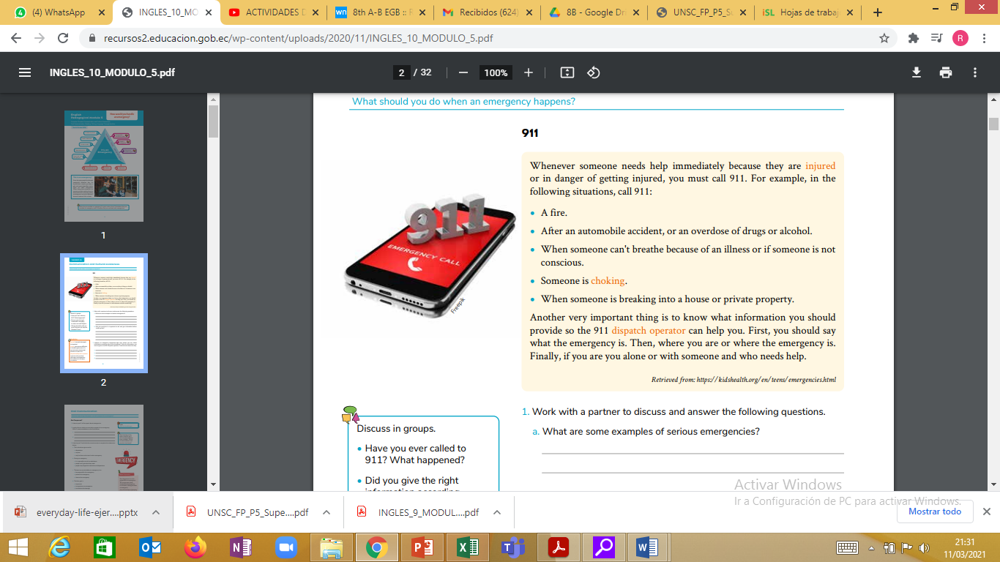 (4) WhatsApp
INGLES_10_MO
ACTIVIDADES D
8th A-B EGB ::
Recibidos (624)
8B - Google Dri
UNSC_FP_P5_S
iSL Hojas de trabaj
recursos2.educacion.gob.ec/wp-content/uploads/2020/11/INGLES_10_MODULO_5.pdf
R
INGLES_10_MODULO_5.pdf
2 / 32
100%
1
2
What should you do when an emergency happens?
911
911
EMERGENCY CALL
Freepik
Whenever someone needs help immediately because they are injured
or in danger of getting injured, you must call 911. For example, in the
following situations, call 911:
• A fire.
• After an automobile accident, or an overdose of drugs or alcohol.
• When someone can't breathe because of an illness or if someone is not
conscious.
• Someone is choking.
• When someone is breaking into a house or private property.
Another very important thing is to know what information you should
provide so the 911 dispatch operator can help you. First, you should say
what the emergency is. Then, where you are or where the emergency is.
Finally, if you are you alone or with someone and who needs help.
Retrieved from: https://kidshealth.org/en/teens/emergencies.html
Discuss in groups.
• Have you ever called to
911? What happened?
• Did you give the right
1. Work with a partner to discuss and answer the following questions.
a. What are some examples of serious emergencies?
Activar Windows
Ir a Configuración de PC para activar Windows.
everyday-life-ejer....pptx
UNSC_FP_P5_Supe....pdf
INGLES_9_MODUL....pdf
Mostrar todo
21:31
11/03/2021